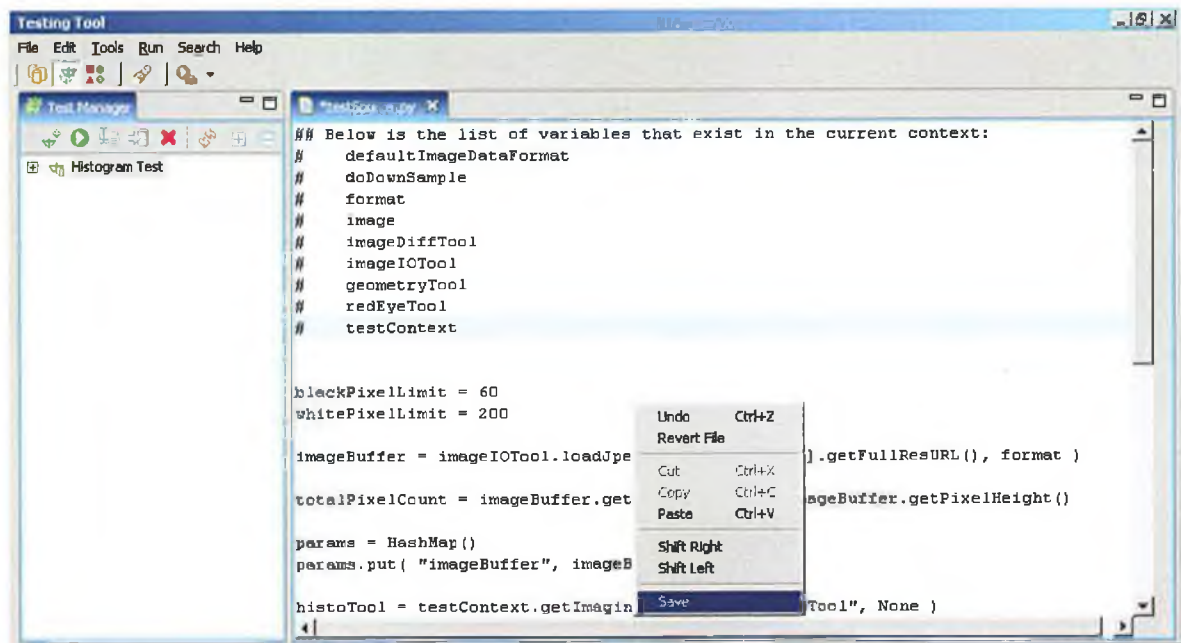 Testing Tool
File Edit Tools Run Search Help
Test Manager
Histogram Test
## Below is the list of variables that exist in the current context:
# defaultImageDataFormat
# doDownSample
# format
# image
# imageDiffTool
# imageIOTool
# geometryTool
# redEyeTool
# testContext
blackPixelLimit = 60
whitePixelLimit = 200
imageBuffer = imageIOTool.loadJpe ].getFullResURL(), format )
totalPixelCount = imageBuffer.get ageBuffer.getPixelHeight()
params = HashMap()
params.put( "imageBuffer", imageB
histoTool = testContext.getImagin Tool", None )
Undo Ctrl+Z
Revert File
Cut Ctrl+X
Copy Ctrl+C
Paste Ctrl+V
Shift Right
Shift Left
Save